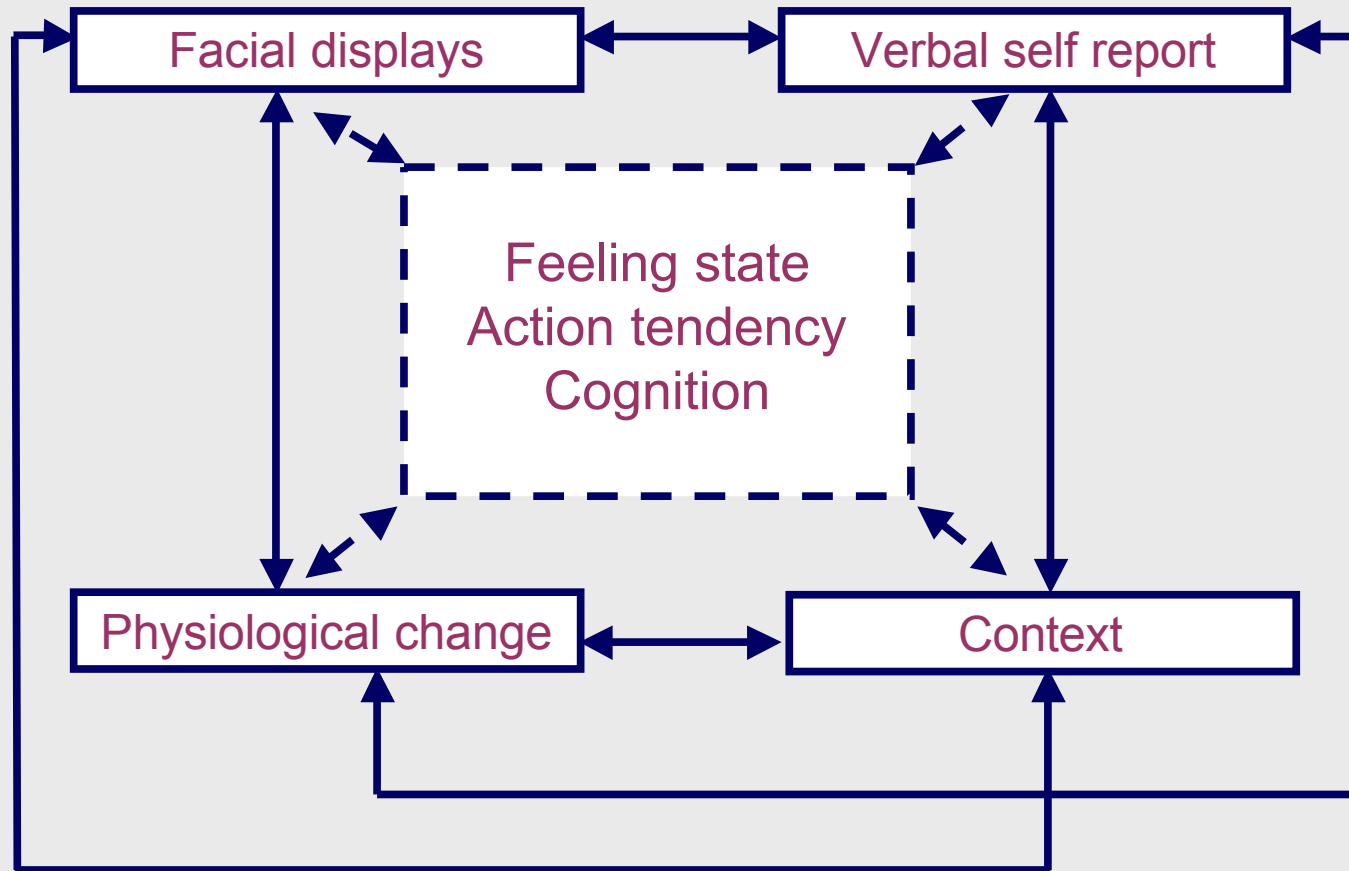 Facial displays
Verbal self report
Feeling state
Action tendency
Cognition
Physiological change
Context